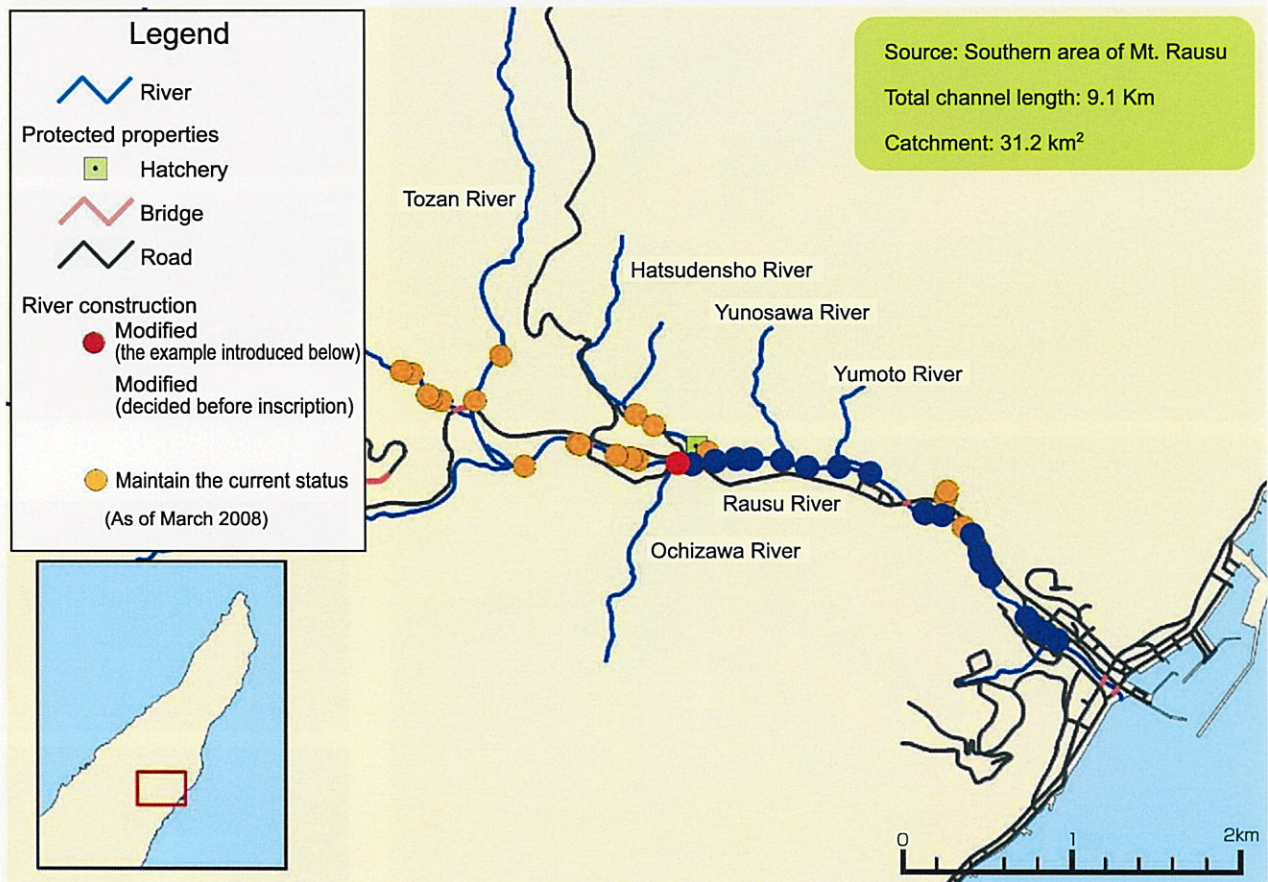 Legend
River
Protected properties
Hatchery
Bridge
Road
River construction
Modified
(the example introduced below)
Modified
(decided before inscription)
Maintain the current status
(As of March 2008)
Source: Southern area of Mt. Rausu
Total channel length: 9.1 Km
Catchment: 31.2 km²
Tozan River
Hatsudensho River
Yunosawa River
Yumoto River
Rausu River
Ochizawa River
0 1 2km